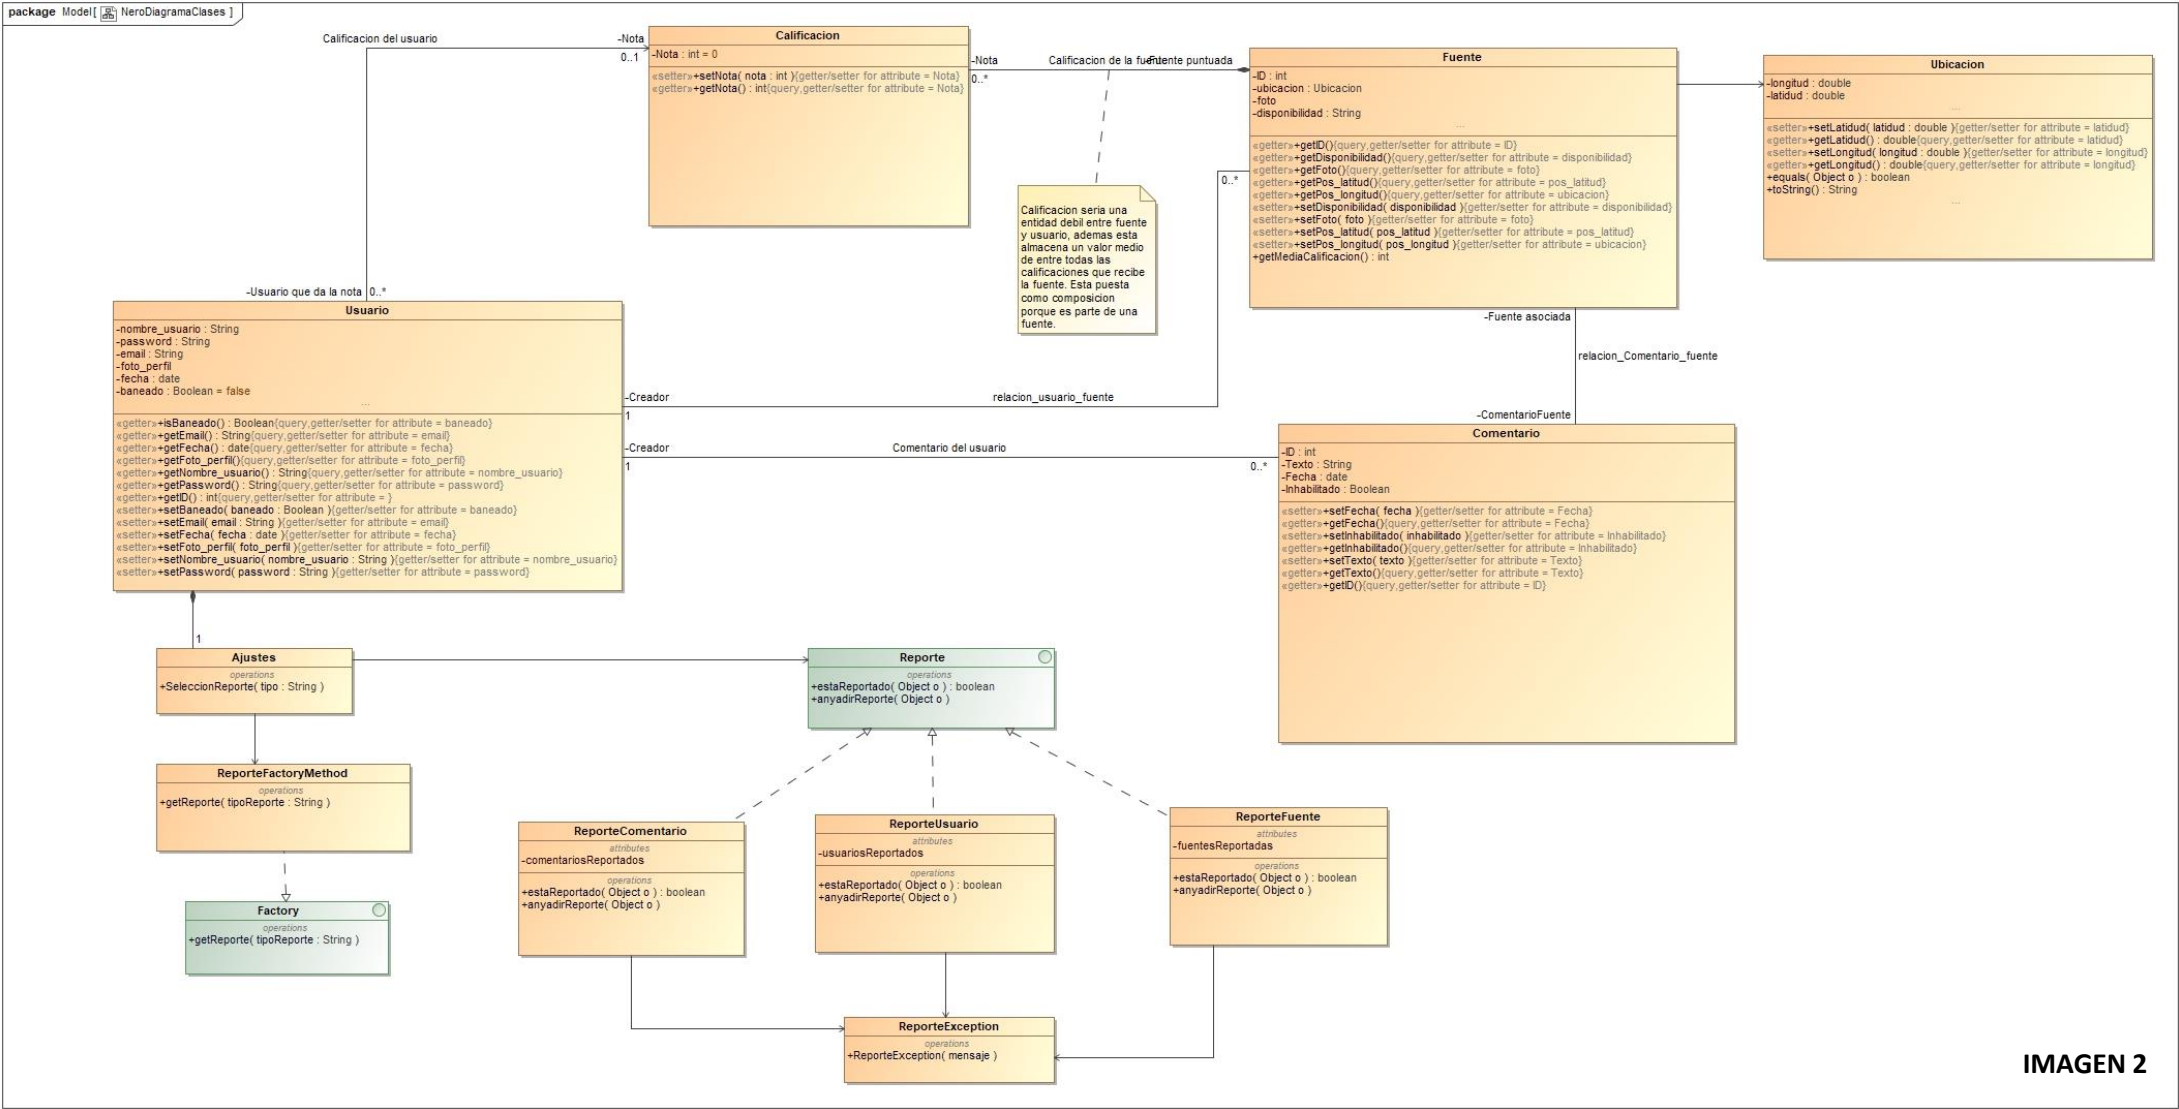 package Model[ NeroDiagramaClases ]
Calificacion del usuario
-Nota
0..1
Calificacion
-Nota : int = 0
«setter»+setNota( nota : int ){getter/setter for attribute = Nota}
«getter»+getNota() : int{query,getter/setter for attribute = Nota}
-Nota
0..*
Calificacion de la fuente
-Fuente puntuada
Fuente
-ID : int
-ubicacion : Ubicacion
-foto
-disponibilidad : String
...
«getter»+getID(){query,getter/setter for attribute = ID}
«getter»+getDisponibilidad(){query,getter/setter for attribute = disponibilidad}
«getter»+getFoto(){query,getter/setter for attribute = foto}
«getter»+getPos_latitud(){query,getter/setter for attribute = pos_latitud}
«getter»+getPos_longitud(){query,getter/setter for attribute = ubicacion}
«setter»+setDisponibilidad( disponibilidad ){getter/setter for attribute = disponibilidad}
«setter»+setFoto( foto ){getter/setter for attribute = foto}
«setter»+setPos_latitud( pos_latitud ){getter/setter for attribute = pos_latitud}
«setter»+setPos_longitud( pos_longitud ){getter/setter for attribute = ubicacion}
+getMediaCalificacion() : int
Ubicacion
-longitud : double
-latidud : double
...
«setter»+setLatidud( latidud : double ){getter/setter for attribute = latidud}
«getter»+getLatidud() : double{query,getter/setter for attribute = latidud}
«setter»+setLongitud( longitud : double ){getter/setter for attribute = longitud}
«getter»+getLongitud() : double{query,getter/setter for attribute = longitud}
+equals( Object o ) : boolean
+toString() : String
...
Calificacion seria una
entidad debil entre fuente
y usuario, ademas esta
almacena un valor medio
de entre todas las
calificaciones que recibe
la fuente. Esta puesta
como composicion
porque es parte de una
fuente.
0..*
-Usuario que da la nota
0..*
Usuario
-nombre_usuario : String
-password : String
-email : String
-foto_perfil
-fecha : date
-baneado : Boolean = false
...
«getter»+isBaneado() : Boolean{query,getter/setter for attribute = baneado}
«getter»+getEmail() : String{query,getter/setter for attribute = email}
«getter»+getFecha() : date{query,getter/setter for attribute = fecha}
«getter»+getFoto_perfil(){query,getter/setter for attribute = foto_perfil}
«getter»+getNombre_usuario() : String{query,getter/setter for attribute = nombre_usuario}
«getter»+getPassword() : String{query,getter/setter for attribute = password}
«getter»+getID() : int{query,getter/setter for attribute = }
«setter»+setBaneado( baneado : Boolean ){getter/setter for attribute = baneado}
«setter»+setEmail( email : String ){getter/setter for attribute = email}
«setter»+setFecha( fecha : date ){getter/setter for attribute = fecha}
«setter»+setFoto_perfil( foto_perfil ){getter/setter for attribute = foto_perfil}
«setter»+setNombre_usuario( nombre_usuario : String ){getter/setter for attribute = nombre_usuario}
«setter»+setPassword( password : String ){getter/setter for attribute = password}
-Creador
1
relacion_usuario_fuente
-Creador
1
Comentario del usuario
0..*
-Fuente asociada
relacion_Comentario_fuente
-ComentarioFuente
Comentario
-ID : int
-Texto : String
-Fecha : date
-Inhabilitado : Boolean
«setter»+setFecha( fecha ){getter/setter for attribute = Fecha}
«getter»+getFecha(){query,getter/setter for attribute = Fecha}
«setter»+setInhabilitado( inhabilitado ){getter/setter for attribute = Inhabilitado}
«getter»+getInhabilitado(){query,getter/setter for attribute = Inhabilitado}
«setter»+setTexto( texto ){getter/setter for attribute = Texto}
«getter»+getTexto(){query,getter/setter for attribute = Texto}
«getter»+getID(){query,getter/setter for attribute = ID}
1
Ajustes
operations
+SeleccionReporte( tipo : String )
Reporte
operations
+estaReportado( Object o ) : boolean
+anyadirReporte( Object o )
ReporteFactoryMethod
operations
+getReporte( tipoReporte : String )
Factory
operations
+getReporte( tipoReporte : String )
ReporteComentario
attributes
-comentariosReportados
operations
+estaReportado( Object o ) : boolean
+anyadirReporte( Object o )
ReporteUsuario
attributes
-usuariosReportados
operations
+estaReportado( Object o ) : boolean
+anyadirReporte( Object o )
ReporteFuente
attributes
-fuentesReportadas
operations
+estaReportado( Object o ) : boolean
+anyadirReporte( Object o )
ReporteException
operations
+ReporteException( mensaje )
IMAGEN 2